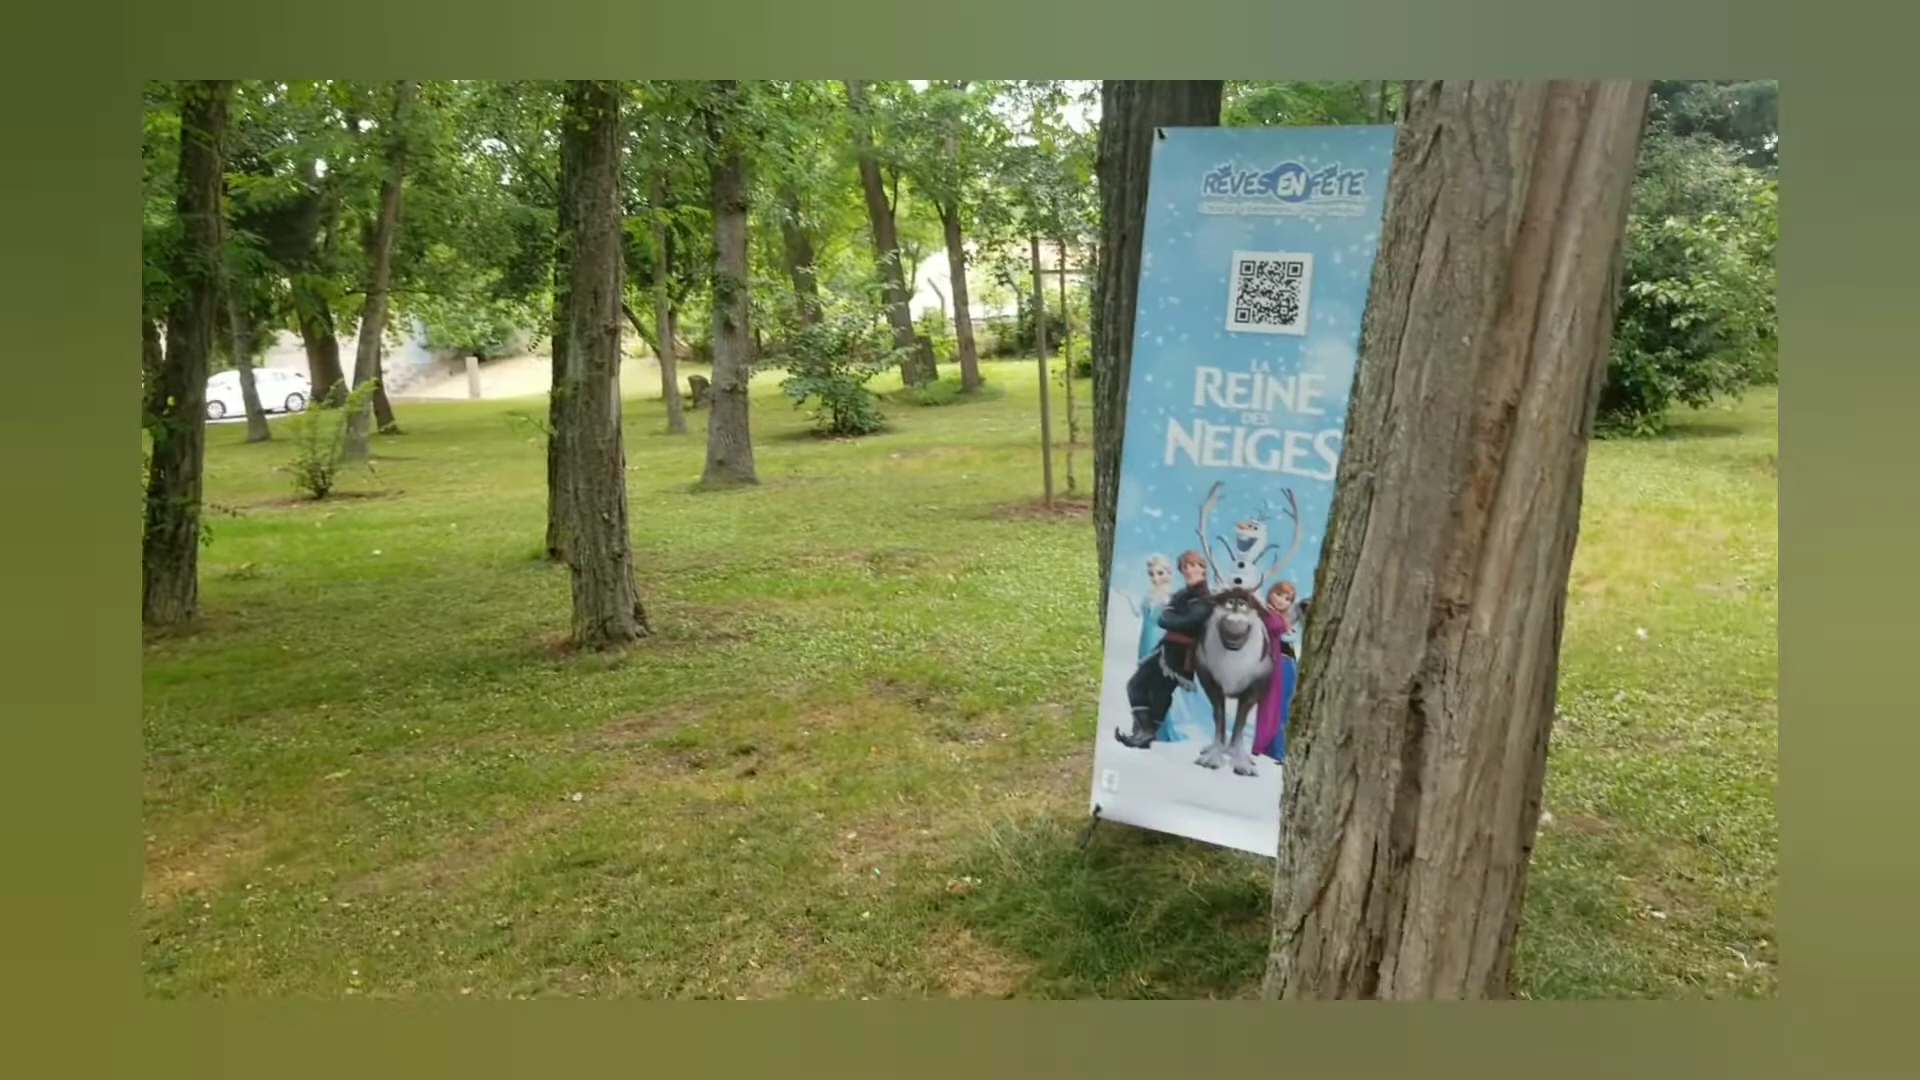 RÊVES EN FÊTE
LA
REINE
DES
NEIGES